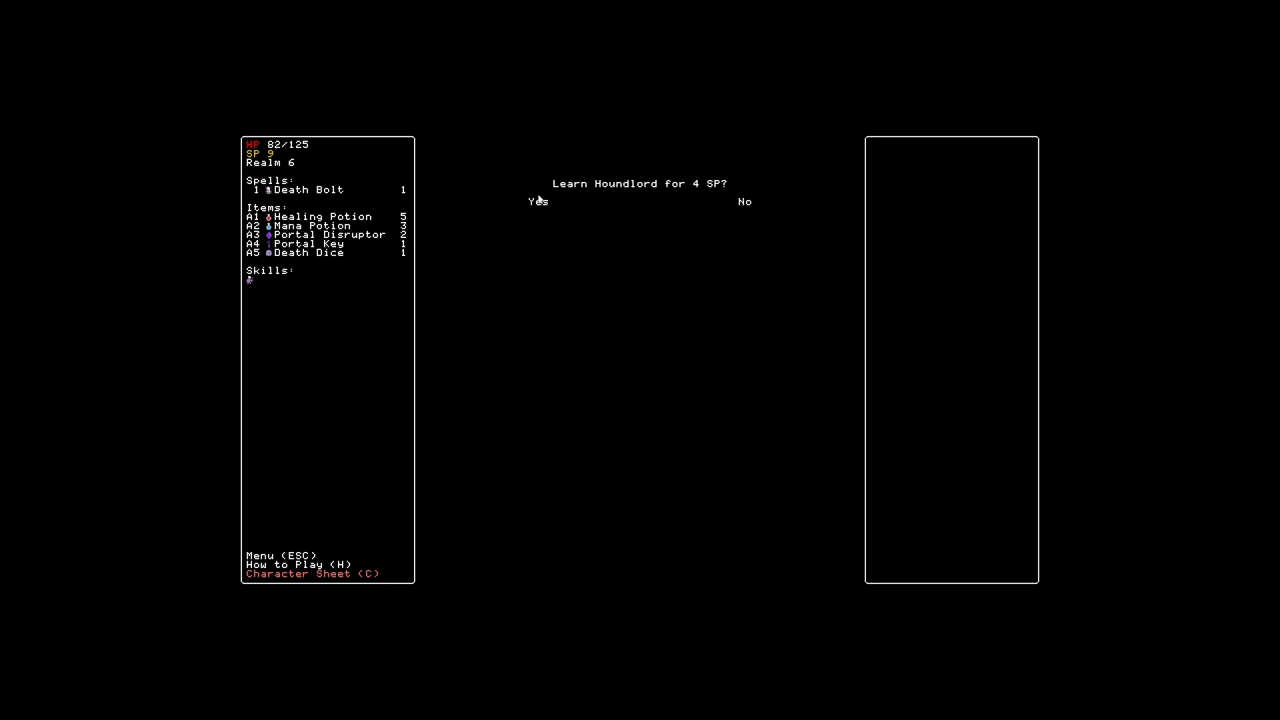 HP 82/125
SP 9
Realm 6
Spells:
1 Death Bolt 1
Items:
A1 Healing Potion 5
A2 Mana Potion 3
A3 Portal Disruptor 2
A4 Portal Key 1
A5 Death Dice 1
Skills:
Menu (ESC)
How to Play (H)
Character Sheet (C)
Learn Houndlord for 4 SP?
Yes No